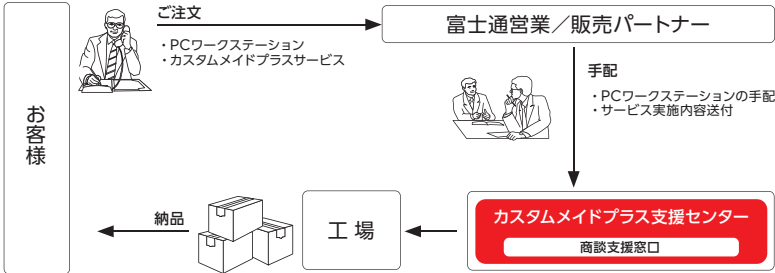 ご注文
・PCワークステーション
・カスタムメイドプラスサービス
富士通営業／販売パートナー
手配
・PCワークステーションの手配
・サービス実施内容送付
お客様
納品
工場
カスタムメイドプラス支援センター
商談支援窓口